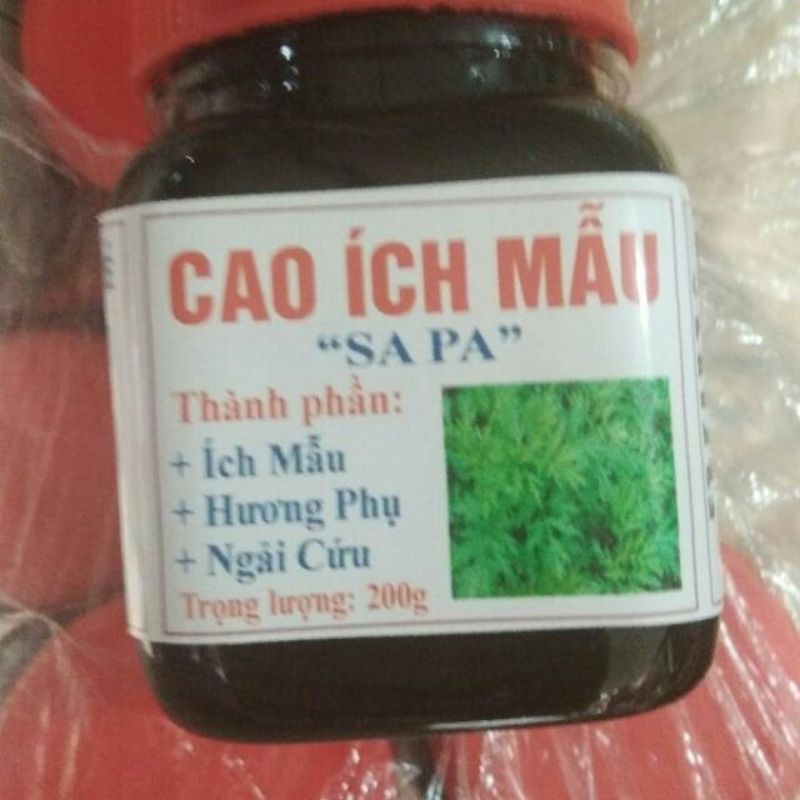 CAO ÍCH MẪU
“SA PA”
Thành phần:
+ Ích Mẫu
+ Hương Phụ
+ Ngải Cứu
Trọng lượng: 200g